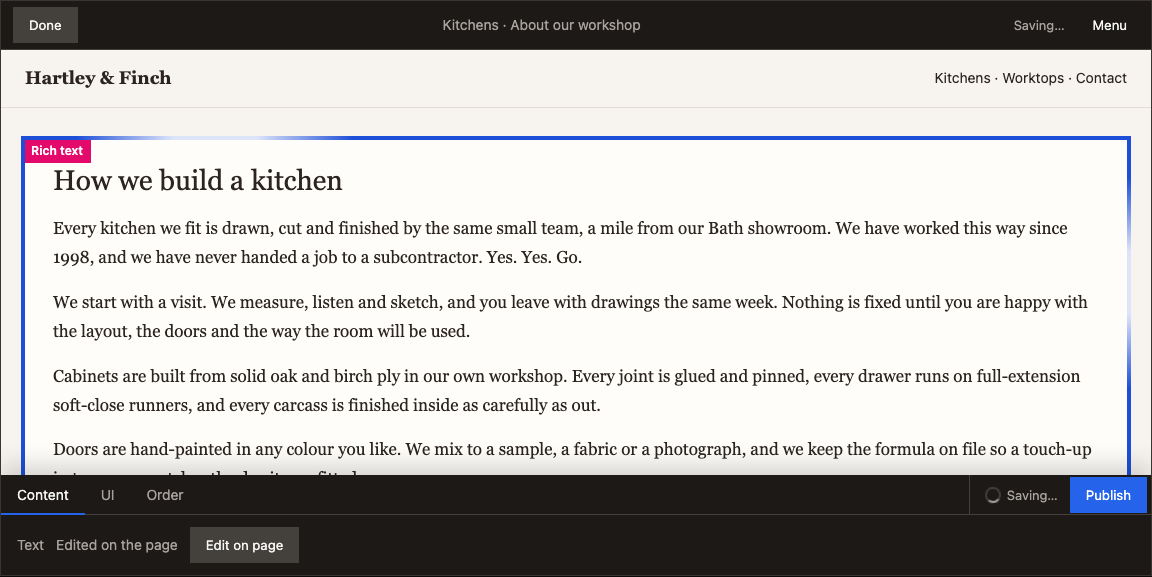 Done
Kitchens · About our workshop
Saving...
Menu
Hartley & Finch
Kitchens · Worktops · Contact
Rich text
How we build a kitchen
Every kitchen we fit is drawn, cut and finished by the same small team, a mile from our Bath showroom. We have worked this way since
1998, and we have never handed a job to a subcontractor. Yes. Yes. Go.
We start with a visit. We measure, listen and sketch, and you leave with drawings the same week. Nothing is fixed until you are happy with
the layout, the doors and the way the room will be used.
Cabinets are built from solid oak and birch ply in our own workshop. Every joint is glued and pinned, every drawer runs on full-extension
soft-close runners, and every carcass is finished inside as carefully as out.
Doors are hand-painted in any colour you like. We mix to a sample, a fabric or a photograph, and we keep the formula on file so a touch-up
Content
UI
Order
Saving...
Publish
Text
Edited on the page
Edit on page